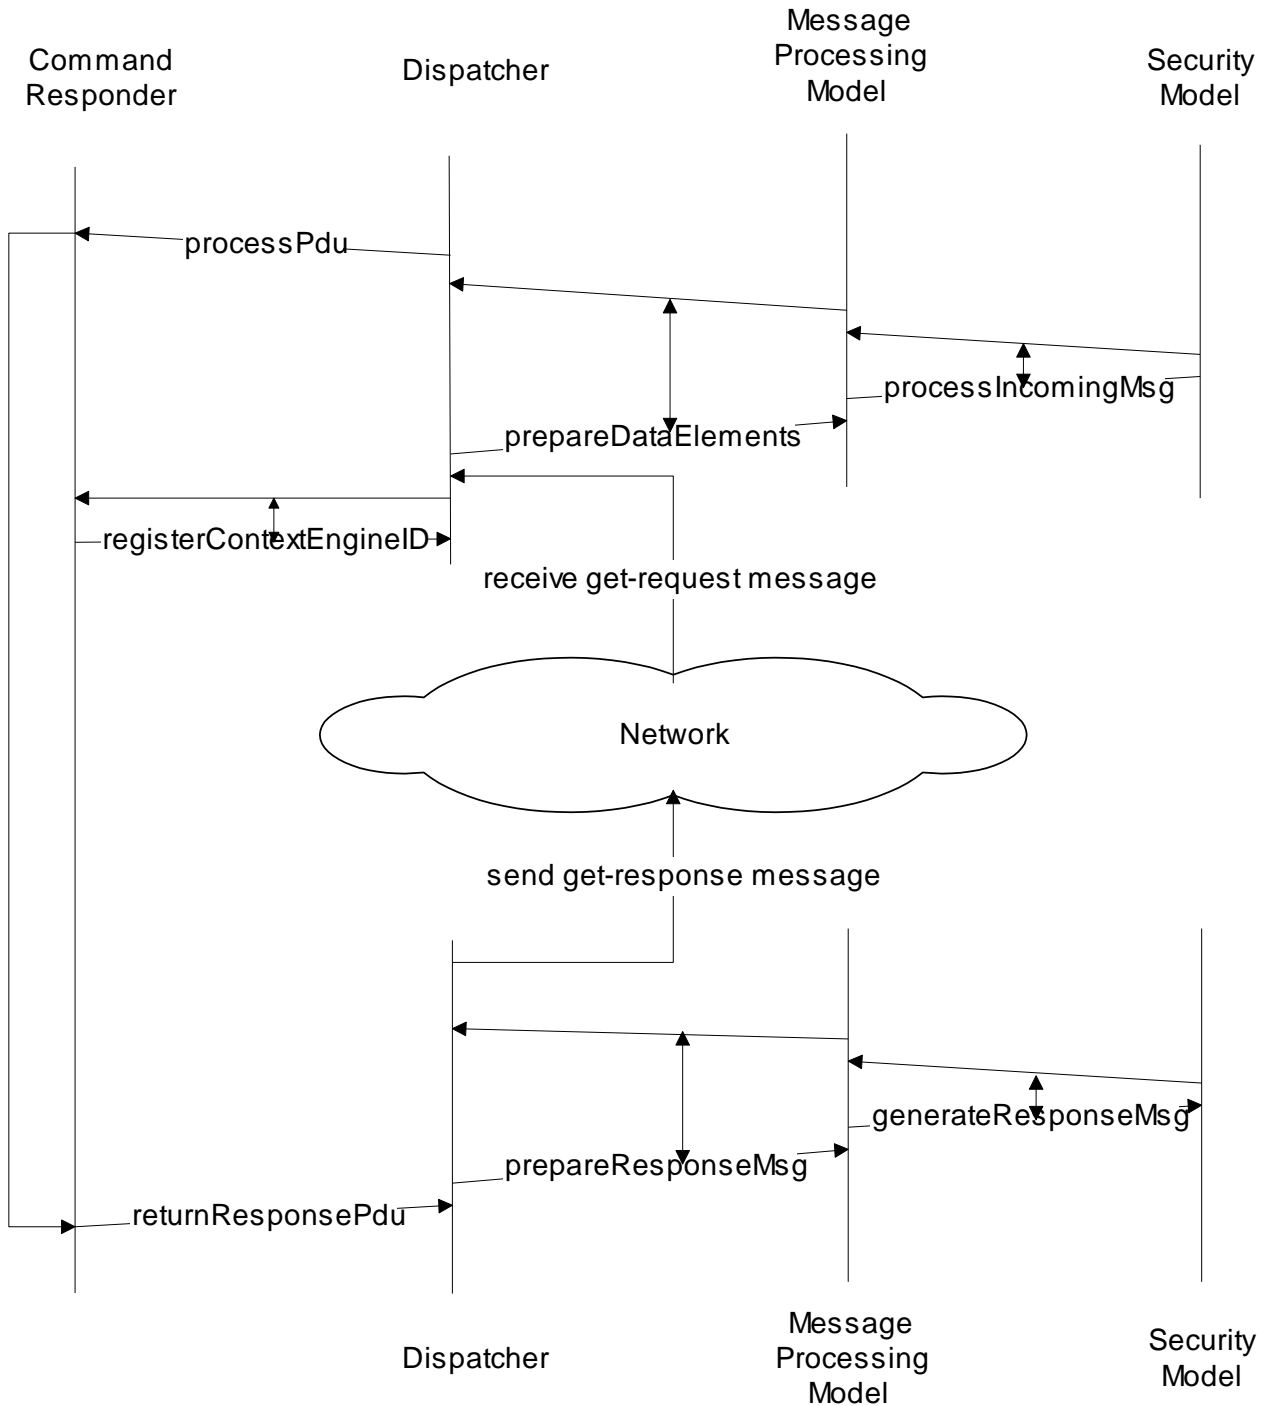 Command
Responder
Dispatcher
Message
Processing
Model
Security
Model
processPdu
processIncomingMsg
prepareDataElements
registerContextEngineID
receive get-request message
Network
send get-response message
generateResponseMsg
prepareResponseMsg
returnResponsePdu
Dispatcher
Message
Processing
Model
Security
Model